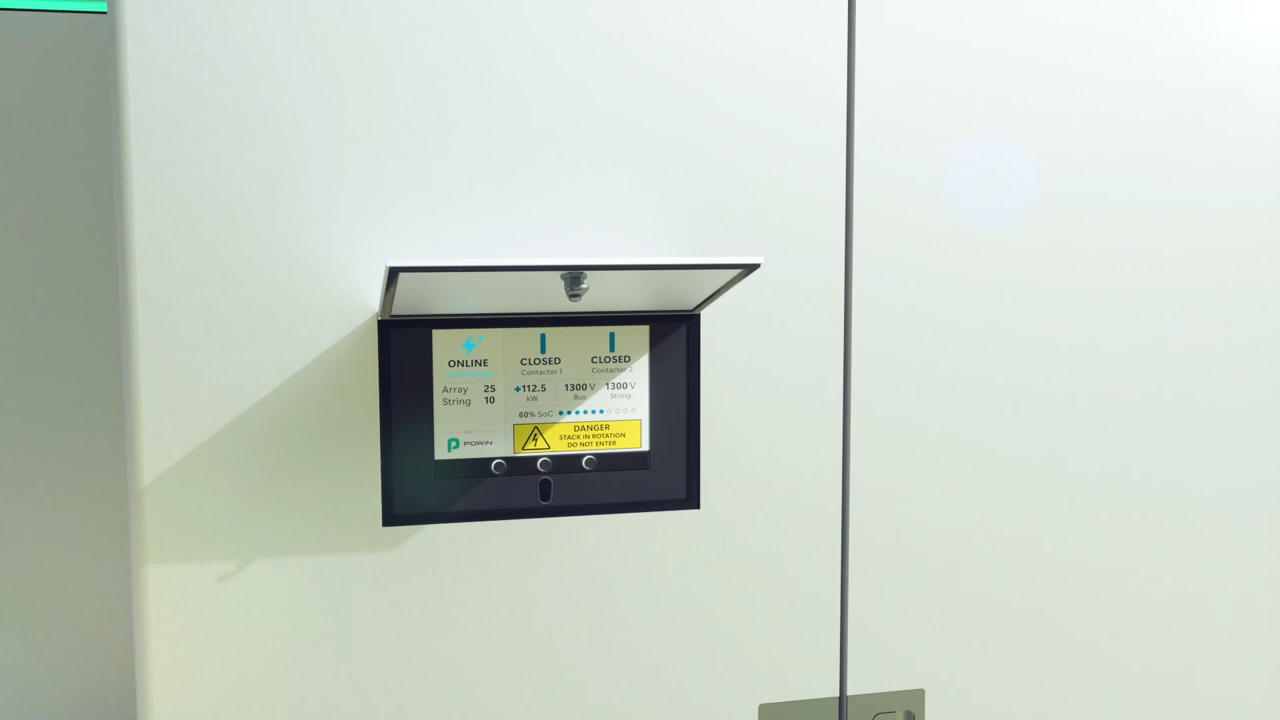 ONLINE
CLOSED
Contactor 1
CLOSED
Contactor 2
Array 25
String 10
+112.5
kW
1300 V
Bus
1300 V
String
60% SoC
POWIN
DANGER
STACK IN ROTATION
DO NOT ENTER